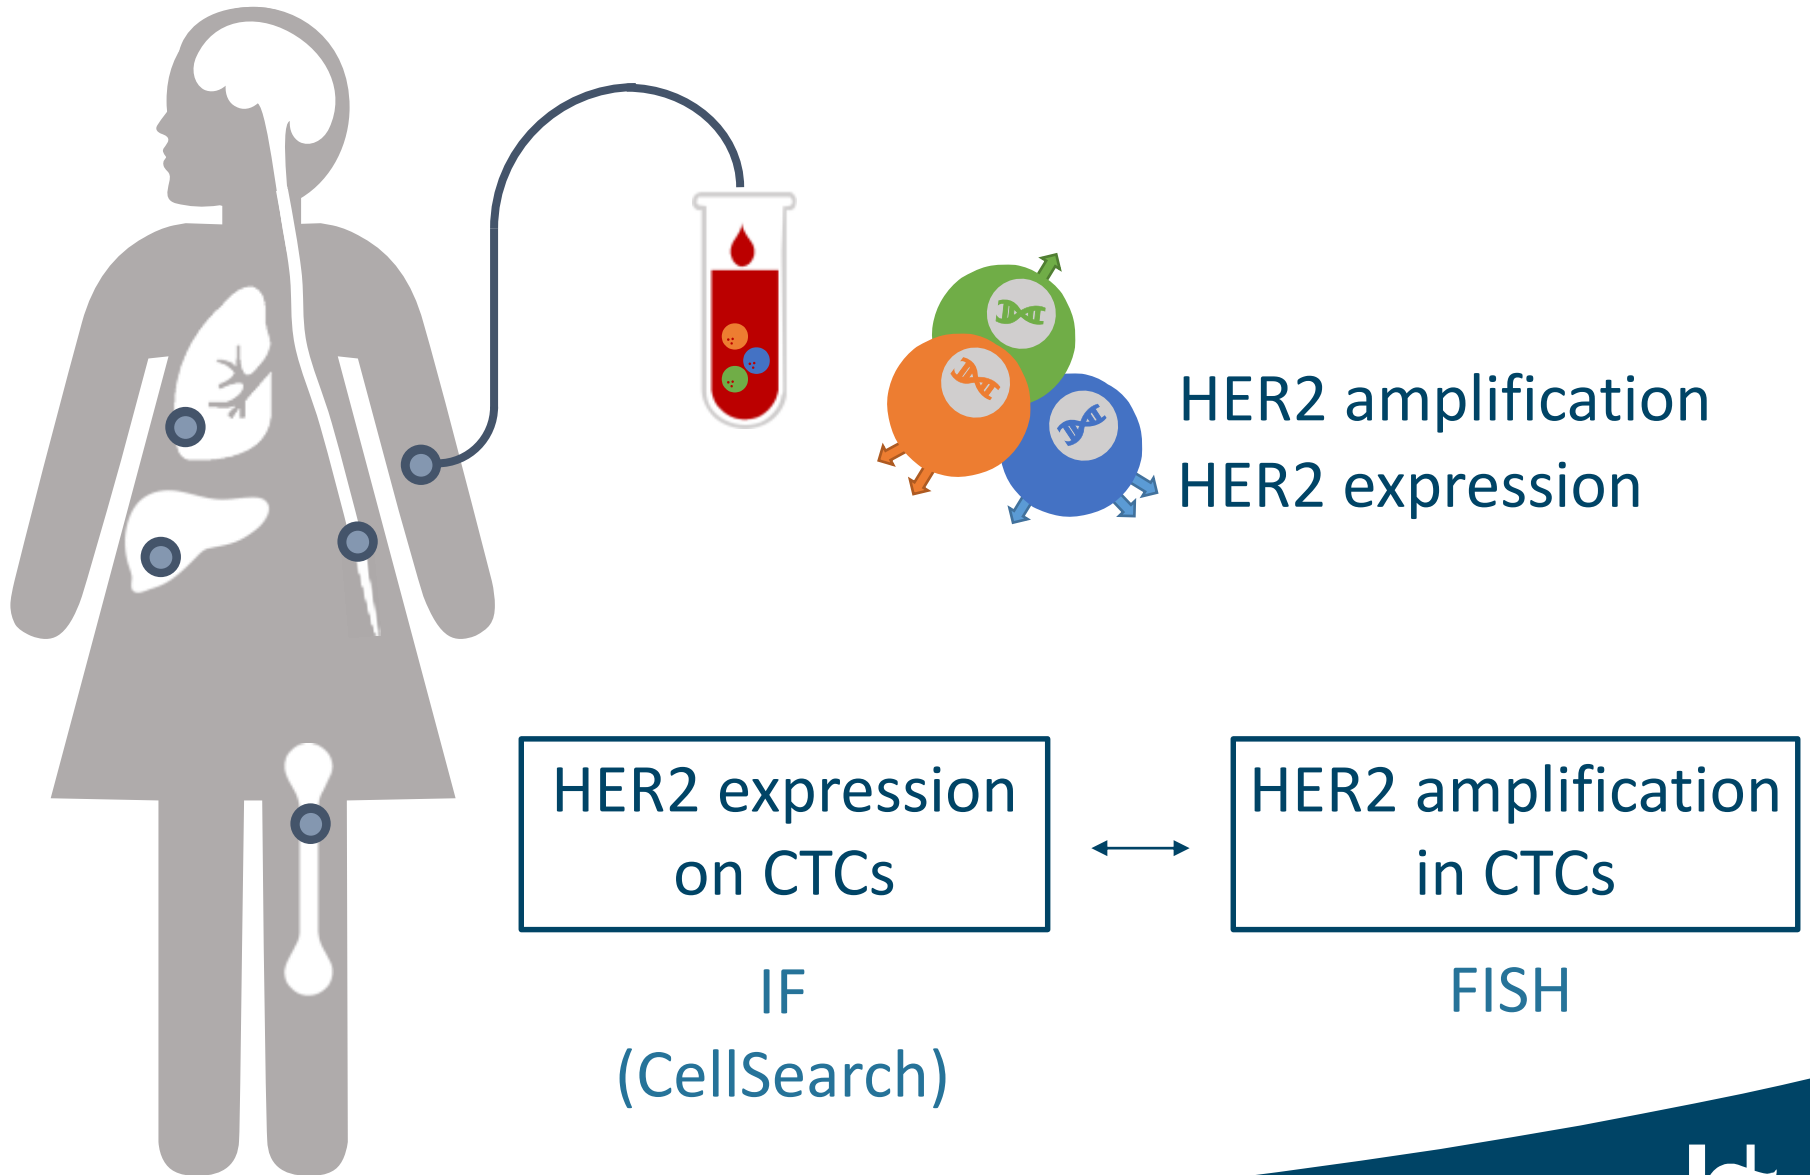 HER2 amplification
HER2 expression
HER2 expression
on CTCs
HER2 amplification
in CTCs
IF
(CellSearch)
FISH